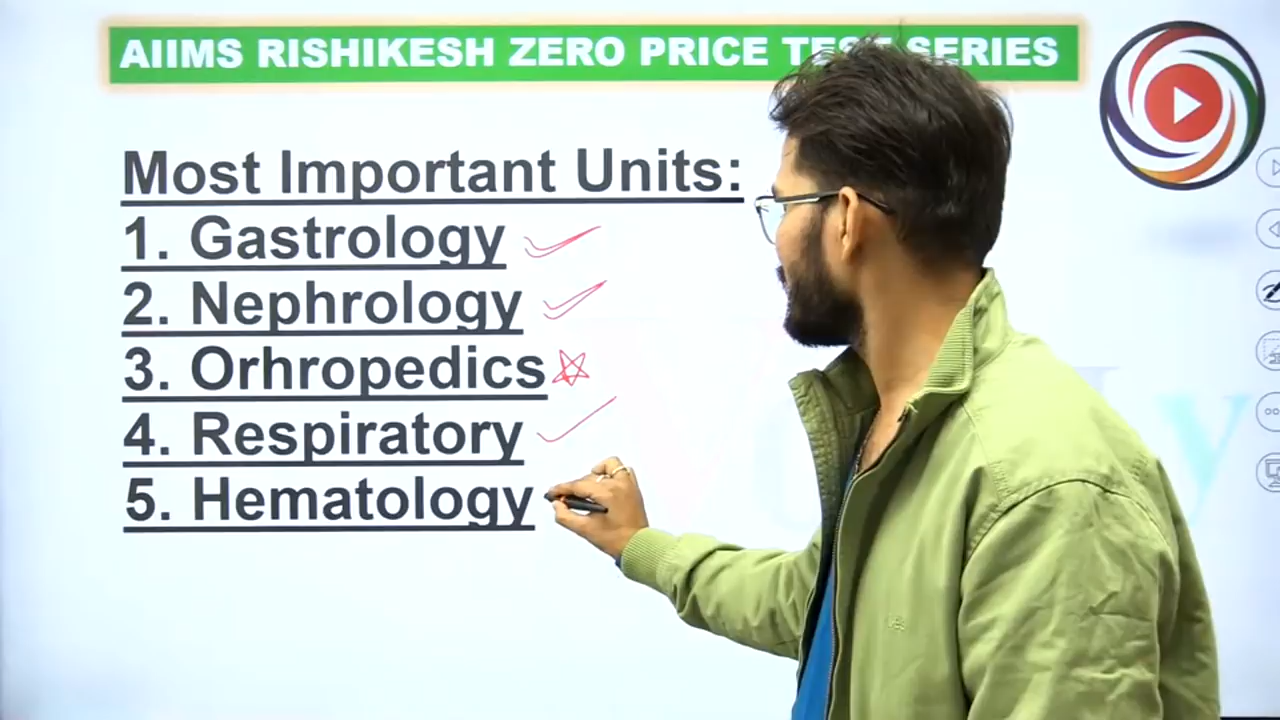 AIIMS RISHIKESH ZERO PRICE TEST SERIES
Most Important Units:
1. Gastrology
2. Nephrology
3. Orhropedics
4. Respiratory
5. Hematology